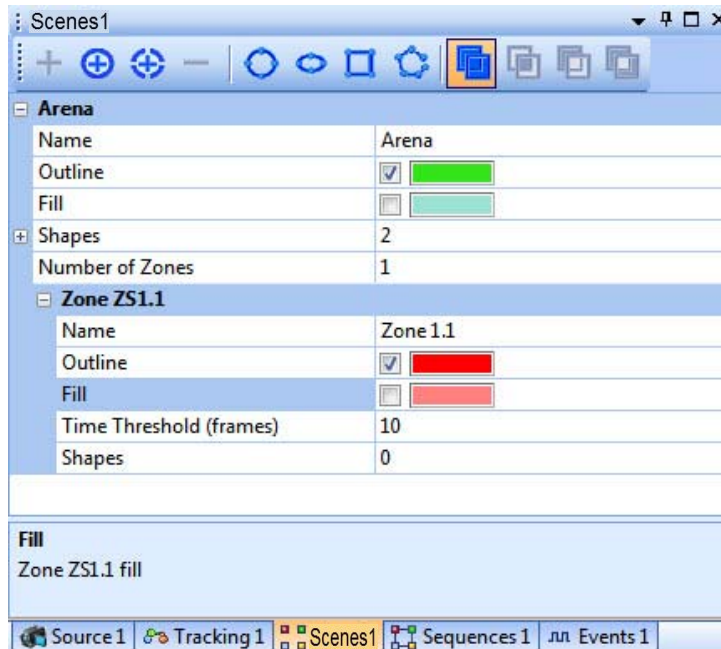 Scenes1
Arena
Name Arena
Outline
Fill
Shapes 2
Number of Zones 1
Zone ZS1.1
Name Zone 1.1
Outline
Fill
Time Threshold (frames) 10
Shapes 0
Fill
Zone ZS1.1 fill
Source 1 Tracking 1 Scenes1 Sequences 1 Events 1